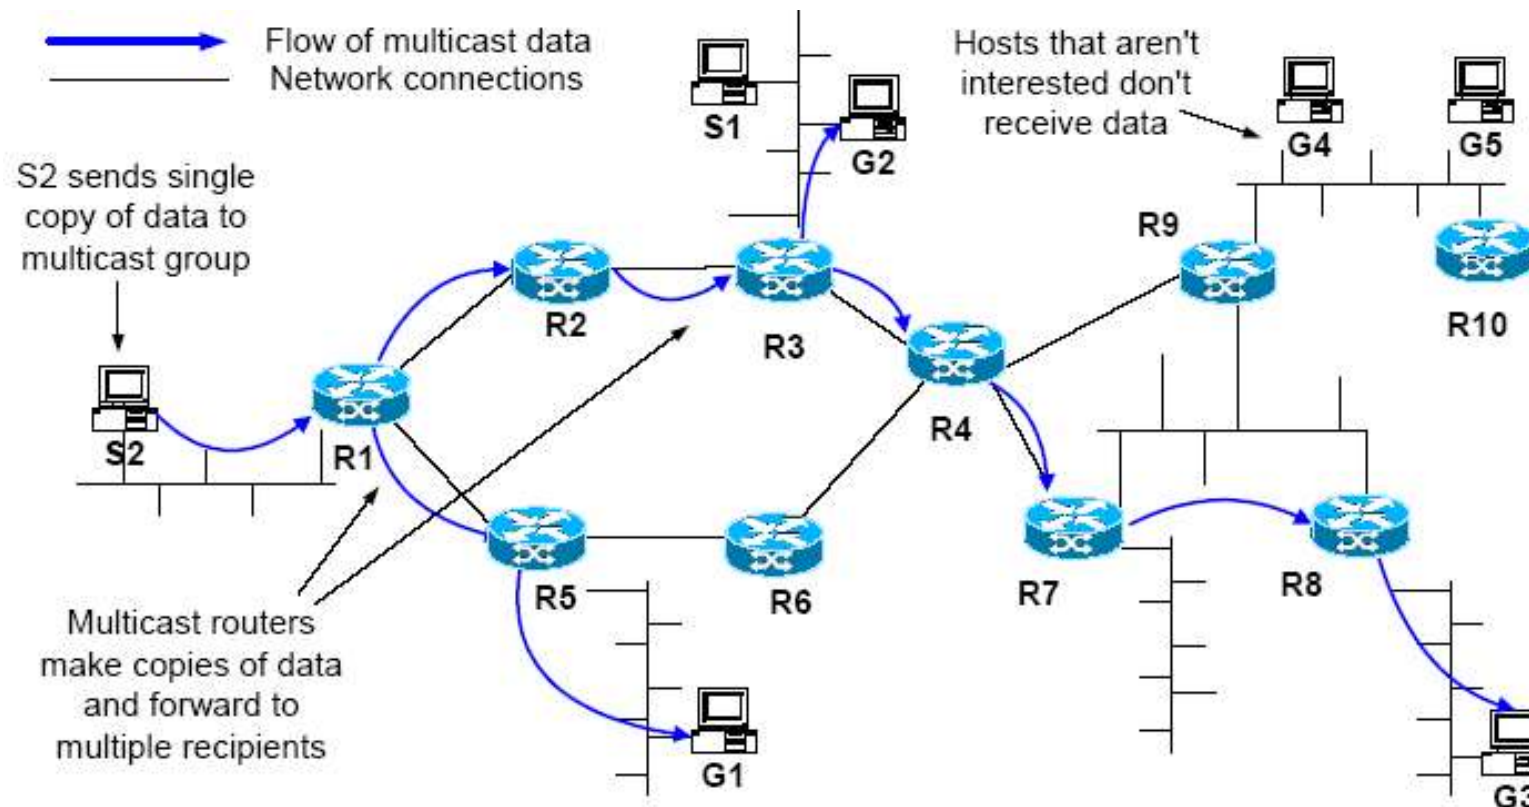 Flow of multicast data
Network connections
Hosts that aren't
interested don't
receive data
S1
G2
G4
G5
S2 sends single
copy of data to
multicast group
R9
R2
R3
R10
R4
S2
R1
R5
R6
R7
R8
Multicast routers
make copies of data
and forward to
multiple recipients
G1
G3